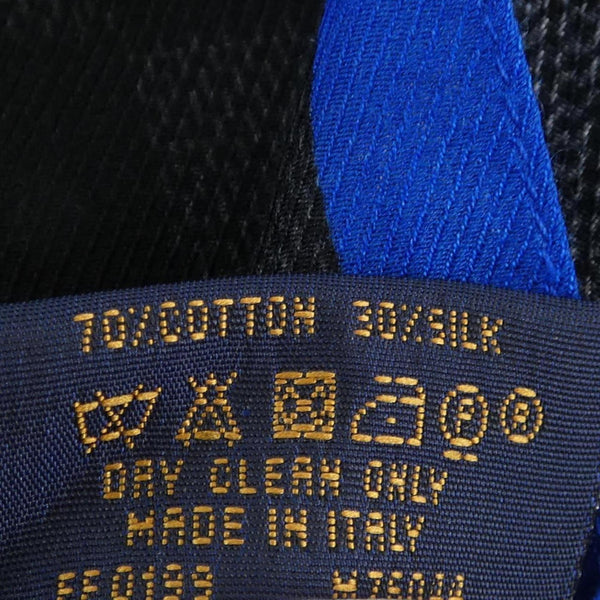 70%COTTON 30%SILK
DRY CLEAN ONLY
MADE IN ITALY